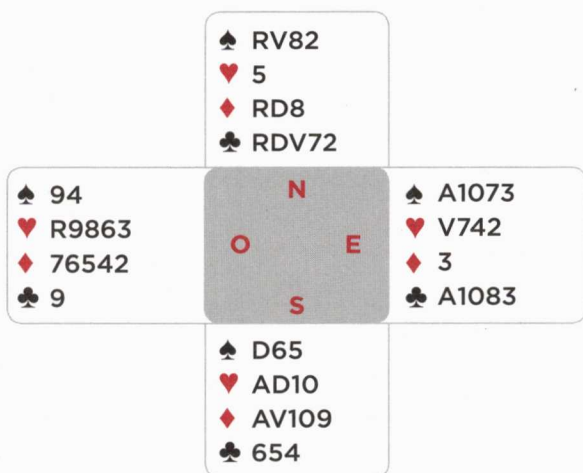 ♠ RV82
♥ 5
♦ RD8
♣ RDV72
♠ 94
♥ R9863
♦ 76542
♣ 9
N
O E
S
♠ A1073
♥ V742
♦ 3
♣ A1083
♠ D65
♥ AD10
♦ AV109
♣ 654